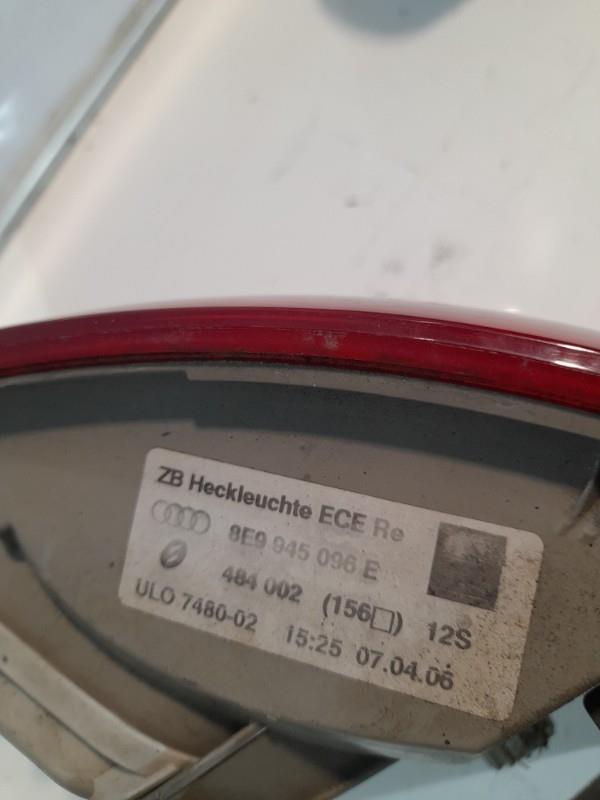 ZB Heckleuchte ECE Re
8E9 945 096 E
484 002 (156□) 12S
ULO 7480-02 15:25 07.04.06